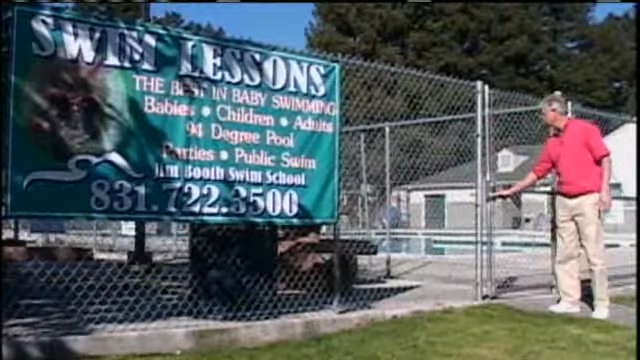 SWIM LESSONS
THE BEST IN BABY SWIMMING
Babies • Children • Adults
94 Degree Pool
Parties • Public Swim
Jim Booth Swim School
831.722.3500